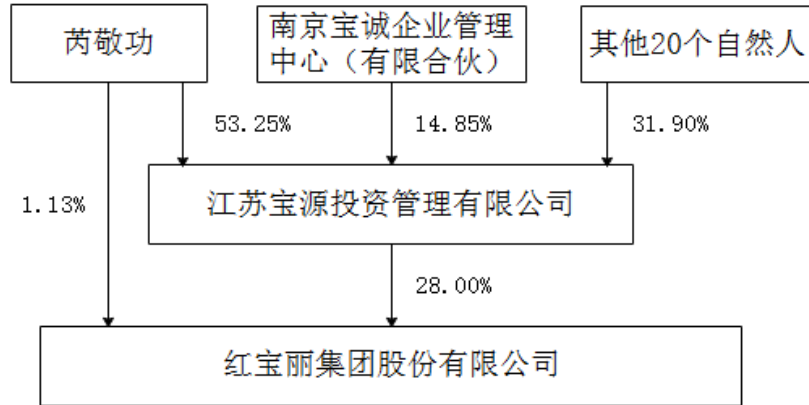 芮敬功
南京宝诚企业管理
中心（有限合伙）
其他20个自然人
53.25%
14.85%
31.90%
1.13%
江苏宝源投资管理有限公司
28.00%
红宝丽集团股份有限公司